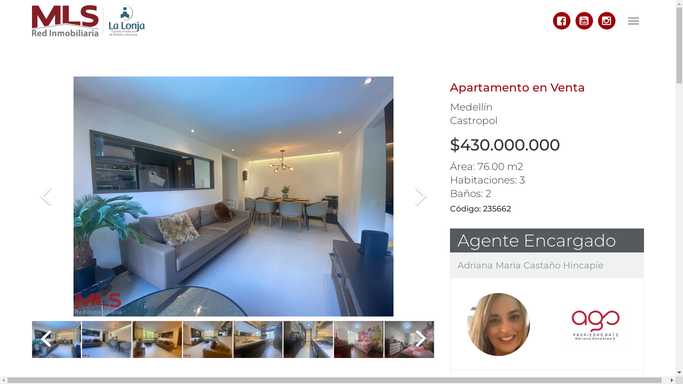 MLS
Red Inmobiliaria
La Lonja
Apartamento en Venta
Medellín
Castropol
$430.000.000
Área: 76.00 m2
Habitaciones: 3
Baños: 2
Código: 235662
Agente Encargado
Adriana Maria Castaño Hincapie
MLS
Red Inmobiliaria
ago